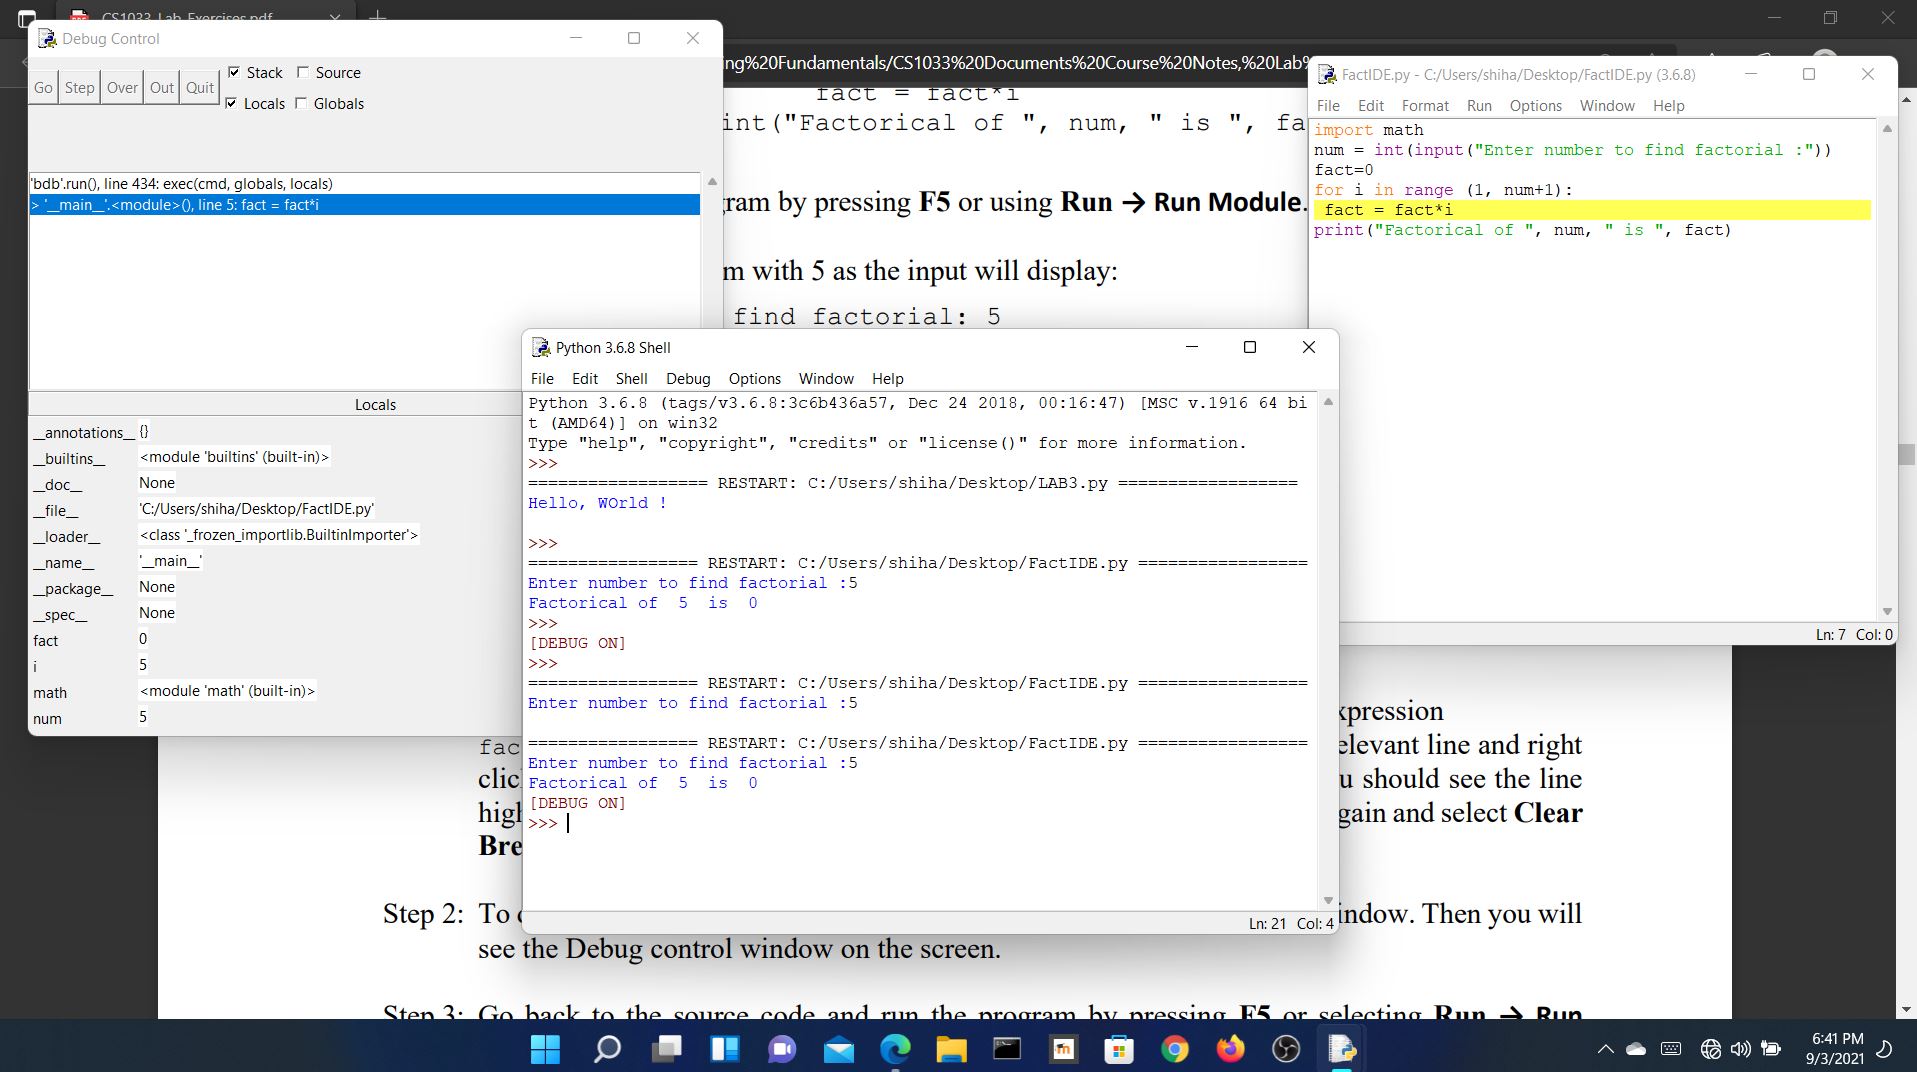 CS1033_Lab_Exercises.pdf
Debug Control
Go Step Over Out Quit
Stack Source
Locals Globals
'bdb'.run(), line 434: exec(cmd, globals, locals)
> '__main__'.<module>(), line 5: fact = fact*i
Locals
__annotations__ {}
__builtins__ <module 'builtins' (built-in)>
__doc__ None
__file__ 'C:/Users/shiha/Desktop/FactIDE.py'
__loader__ <class '_frozen_importlib.BuiltinImporter'>
__name__ '__main__'
__package__ None
__spec__ None
fact 0
i 5
math <module 'math' (built-in)>
num 5
ing%20Fundamentals/CS1033%20Documents%20Course%20Notes,%20Lab%
fact = fact*i
int("Factorical of ", num, " is ", fa
ram by pressing F5 or using Run → Run Module.
m with 5 as the input will display:
find factorial: 5
FactIDE.py - C:/Users/shiha/Desktop/FactIDE.py (3.6.8)
File Edit Format Run Options Window Help
import math
num = int(input("Enter number to find factorial :"))
fact=0
for i in range (1, num+1):
fact = fact*i
print("Factorical of ", num, " is ", fact)
Ln: 7 Col: 0
Python 3.6.8 Shell
File Edit Shell Debug Options Window Help
Python 3.6.8 (tags/v3.6.8:3c6b436a57, Dec 24 2018, 00:16:47) [MSC v.1916 64 bi
t (AMD64)] on win32
Type "help", "copyright", "credits" or "license()" for more information.
>>>
================== RESTART: C:/Users/shiha/Desktop/LAB3.py ==================
Hello, WOrld !
>>>
================= RESTART: C:/Users/shiha/Desktop/FactIDE.py =================
Enter number to find factorial :5
Factorical of  5  is  0
>>>
[DEBUG ON]
>>>
================= RESTART: C:/Users/shiha/Desktop/FactIDE.py =================
Enter number to find factorial :5
================= RESTART: C:/Users/shiha/Desktop/FactIDE.py =================
Enter number to find factorial :5
Factorical of  5  is  0
[DEBUG ON]
>>>
Ln: 21 Col: 4
xpression
fac elevant line and right
clic u should see the line
high gain and select Clear
Bre
Step 2: To indow. Then you will
see the Debug control window on the screen.
Step 3: Go back to the source code and run the program by pressing F5 or selecting Run → Run
6:41 PM
9/3/2021